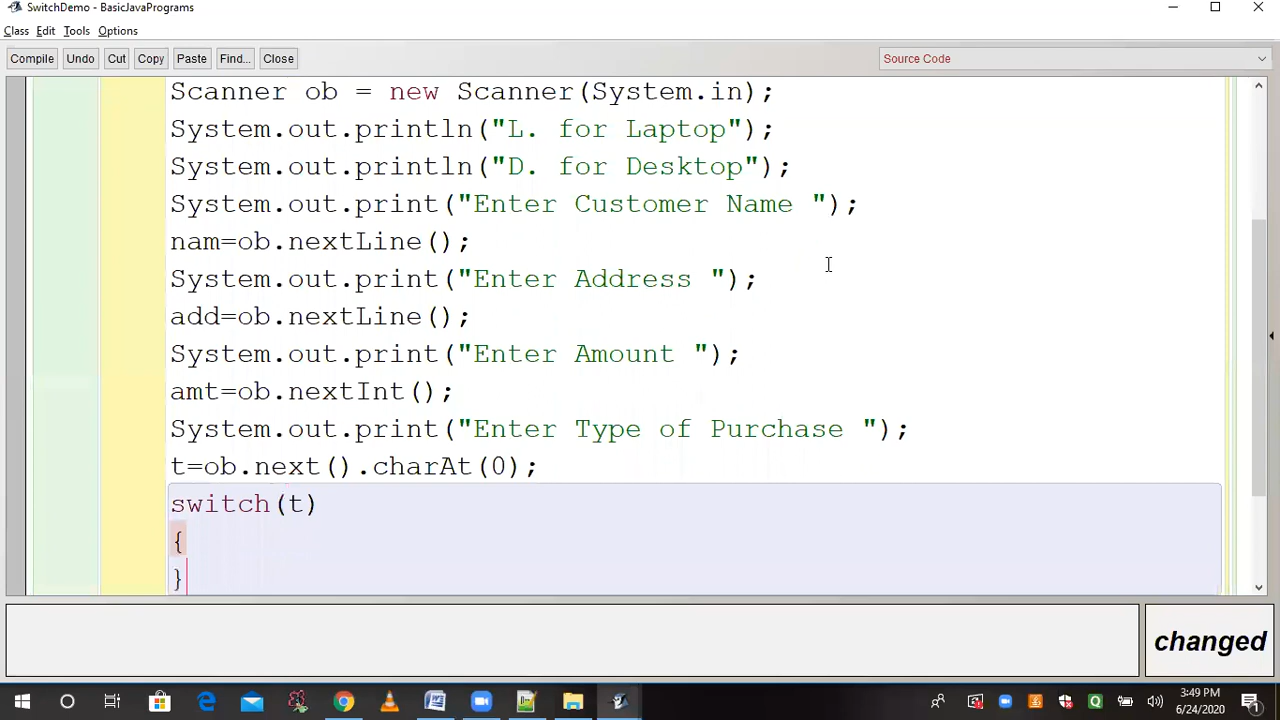 SwitchDemo - BasicJavaPrograms
Class Edit Tools Options
Compile Undo Cut Copy Paste Find... Close Source Code
Scanner ob = new Scanner(System.in);
System.out.println("L. for Laptop");
System.out.println("D. for Desktop");
System.out.print("Enter Customer Name ");
nam=ob.nextLine();
System.out.print("Enter Address ");
add=ob.nextLine();
System.out.print("Enter Amount ");
amt=ob.nextInt();
System.out.print("Enter Type of Purchase ");
t=ob.next().charAt(0);
switch(t)
{
}
changed
3:49 PM
6/24/2020